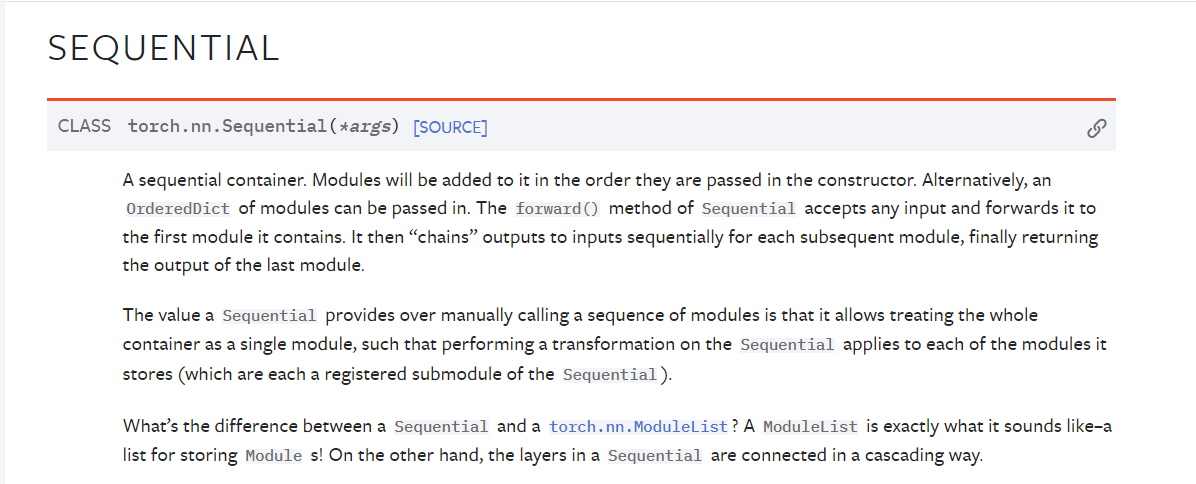 SEQUENTIAL
CLASS torch.nn.Sequential(*args) [SOURCE]
A sequential container. Modules will be added to it in the order they are passed in the constructor. Alternatively, an
OrderedDict of modules can be passed in. The forward() method of Sequential accepts any input and forwards it to
the first module it contains. It then “chains” outputs to inputs sequentially for each subsequent module, finally returning
the output of the last module.
The value a Sequential provides over manually calling a sequence of modules is that it allows treating the whole
container as a single module, such that performing a transformation on the Sequential applies to each of the modules it
stores (which are each a registered submodule of the Sequential).
What’s the difference between a Sequential and a torch.nn.ModuleList? A ModuleList is exactly what it sounds like–a
list for storing Module s! On the other hand, the layers in a Sequential are connected in a cascading way.